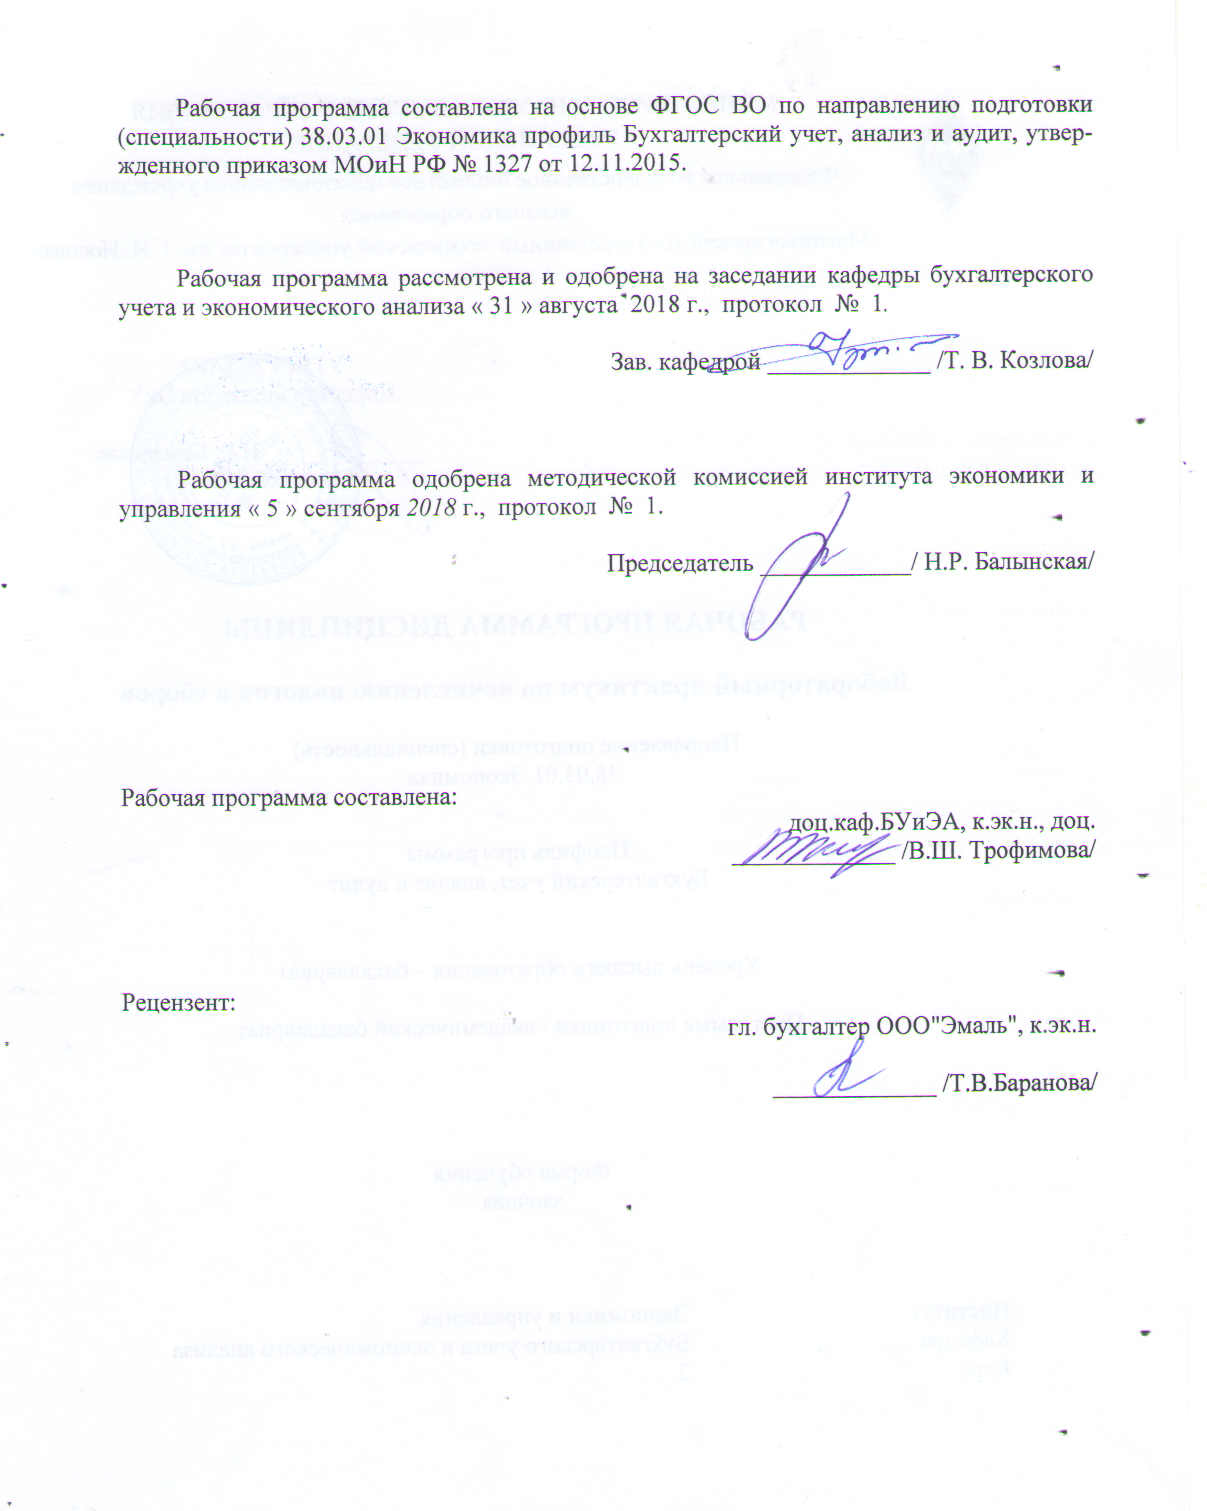 Рабочая программа составлена на основе ФГОС ВО по направлению подготовки
(специальности) 38.03.01 Экономика профиль Бухгалтерский учет, анализ и аудит, утвер-
жденного приказом МОиН РФ № 1327 от 12.11.2015.
Рабочая программа рассмотрена и одобрена на заседании кафедры бухгалтерского
учета и экономического анализа « 31 » августа 2018 г., протокол № 1.
Зав. кафедрой _____________ /Т. В. Козлова/
Рабочая программа одобрена методической комиссией института экономики и
управления « 5 » сентября 2018 г., протокол № 1.
Председатель ____________/ Н.Р. Балынская/
Рабочая программа составлена:
доц.каф.БУиЭА, к.эк.н., доц.
_____________ /В.Ш. Трофимова/
Рецензент:
гл. бухгалтер ООО"Эмаль", к.эк.н.
_____________ /Т.В.Баранова/